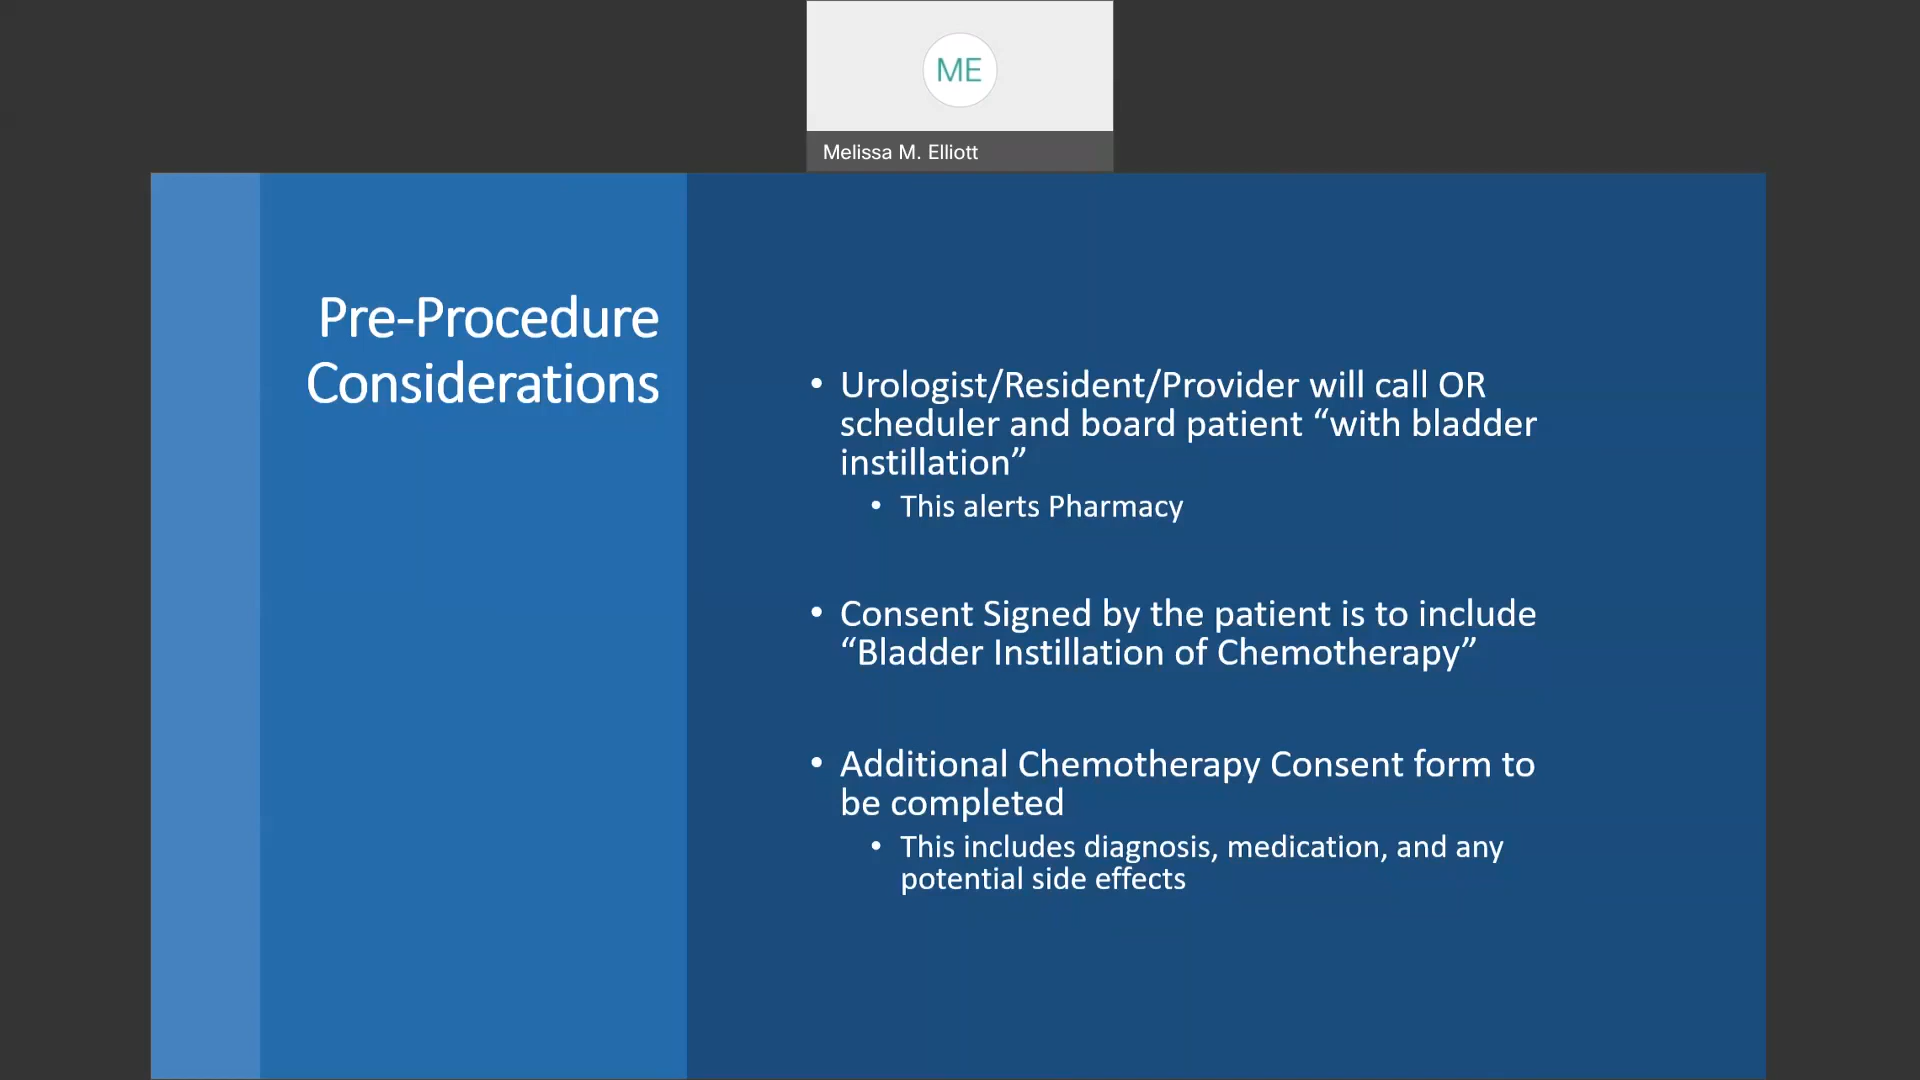 ME
Melissa M. Elliott
Pre-Procedure
Considerations
• Urologist/Resident/Provider will call OR
scheduler and board patient “with bladder
instillation”
• This alerts Pharmacy
• Consent Signed by the patient is to include
“Bladder Instillation of Chemotherapy”
• Additional Chemotherapy Consent form to
be completed
• This includes diagnosis, medication, and any
potential side effects